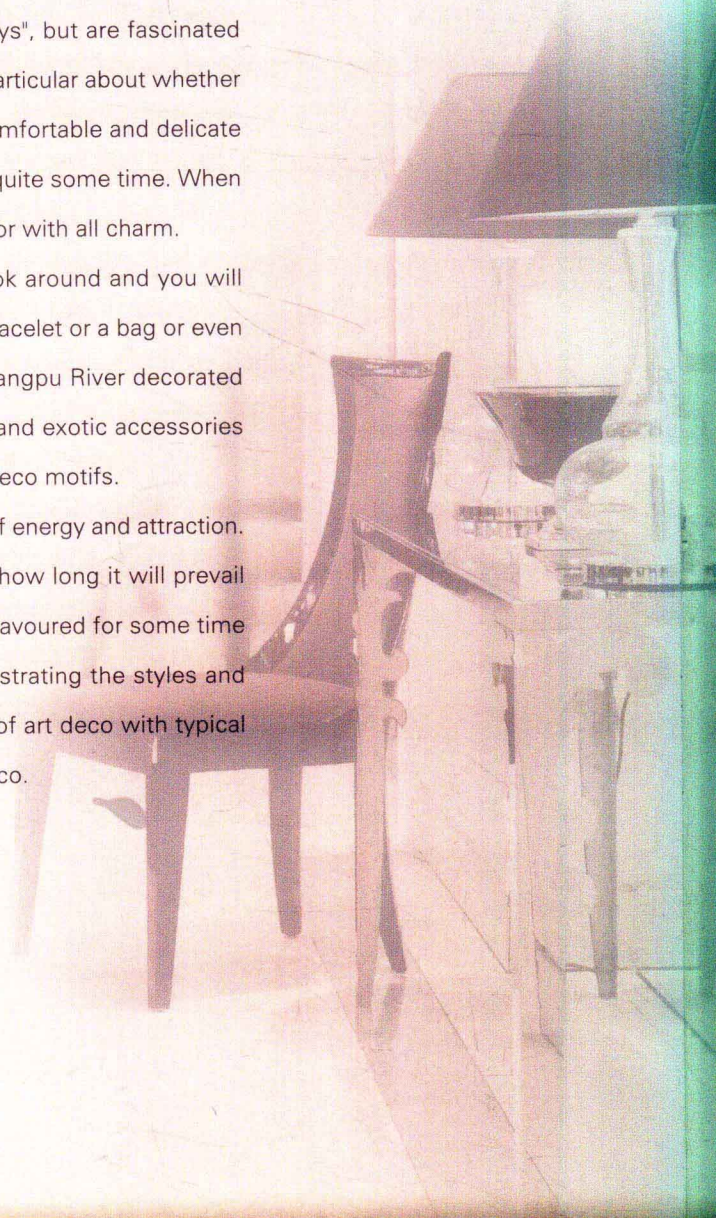 ys", but are fascinated
articular about whether
mfortable and delicate
quite some time. When
or with all charm.
ok around and you will
acelet or a bag or even
angpu River decorated
and exotic accessories
eco motifs.
f energy and attraction.
how long it will prevail
avoured for some time
strating the styles and
of art deco with typical
co.